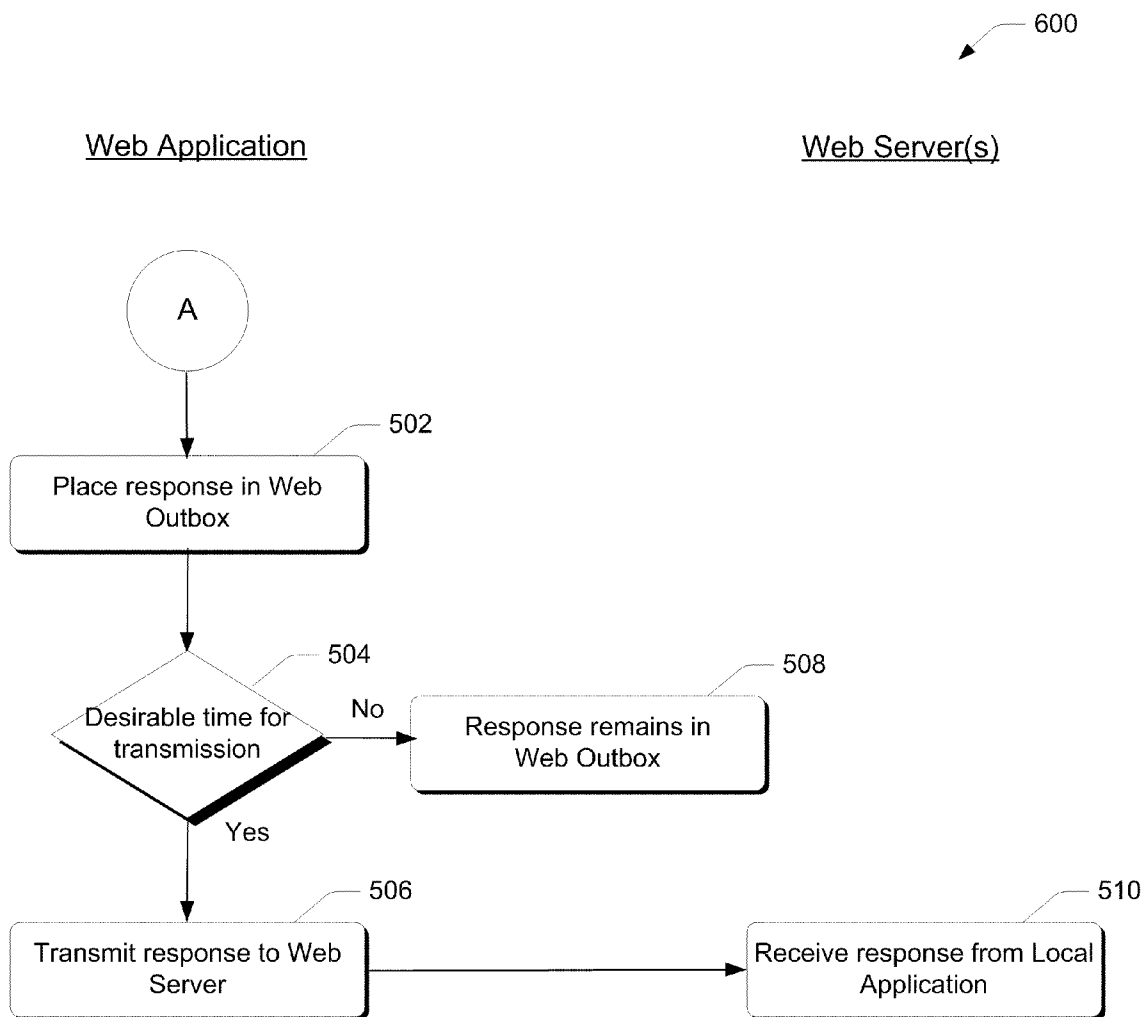 600
Web Application
Web Server(s)
A
502
Place response in Web
Outbox
504
Desirable time for
transmission
No
508
Response remains in
Web Outbox
Yes
506
Transmit response to Web
Server
510
Receive response from Local
Application